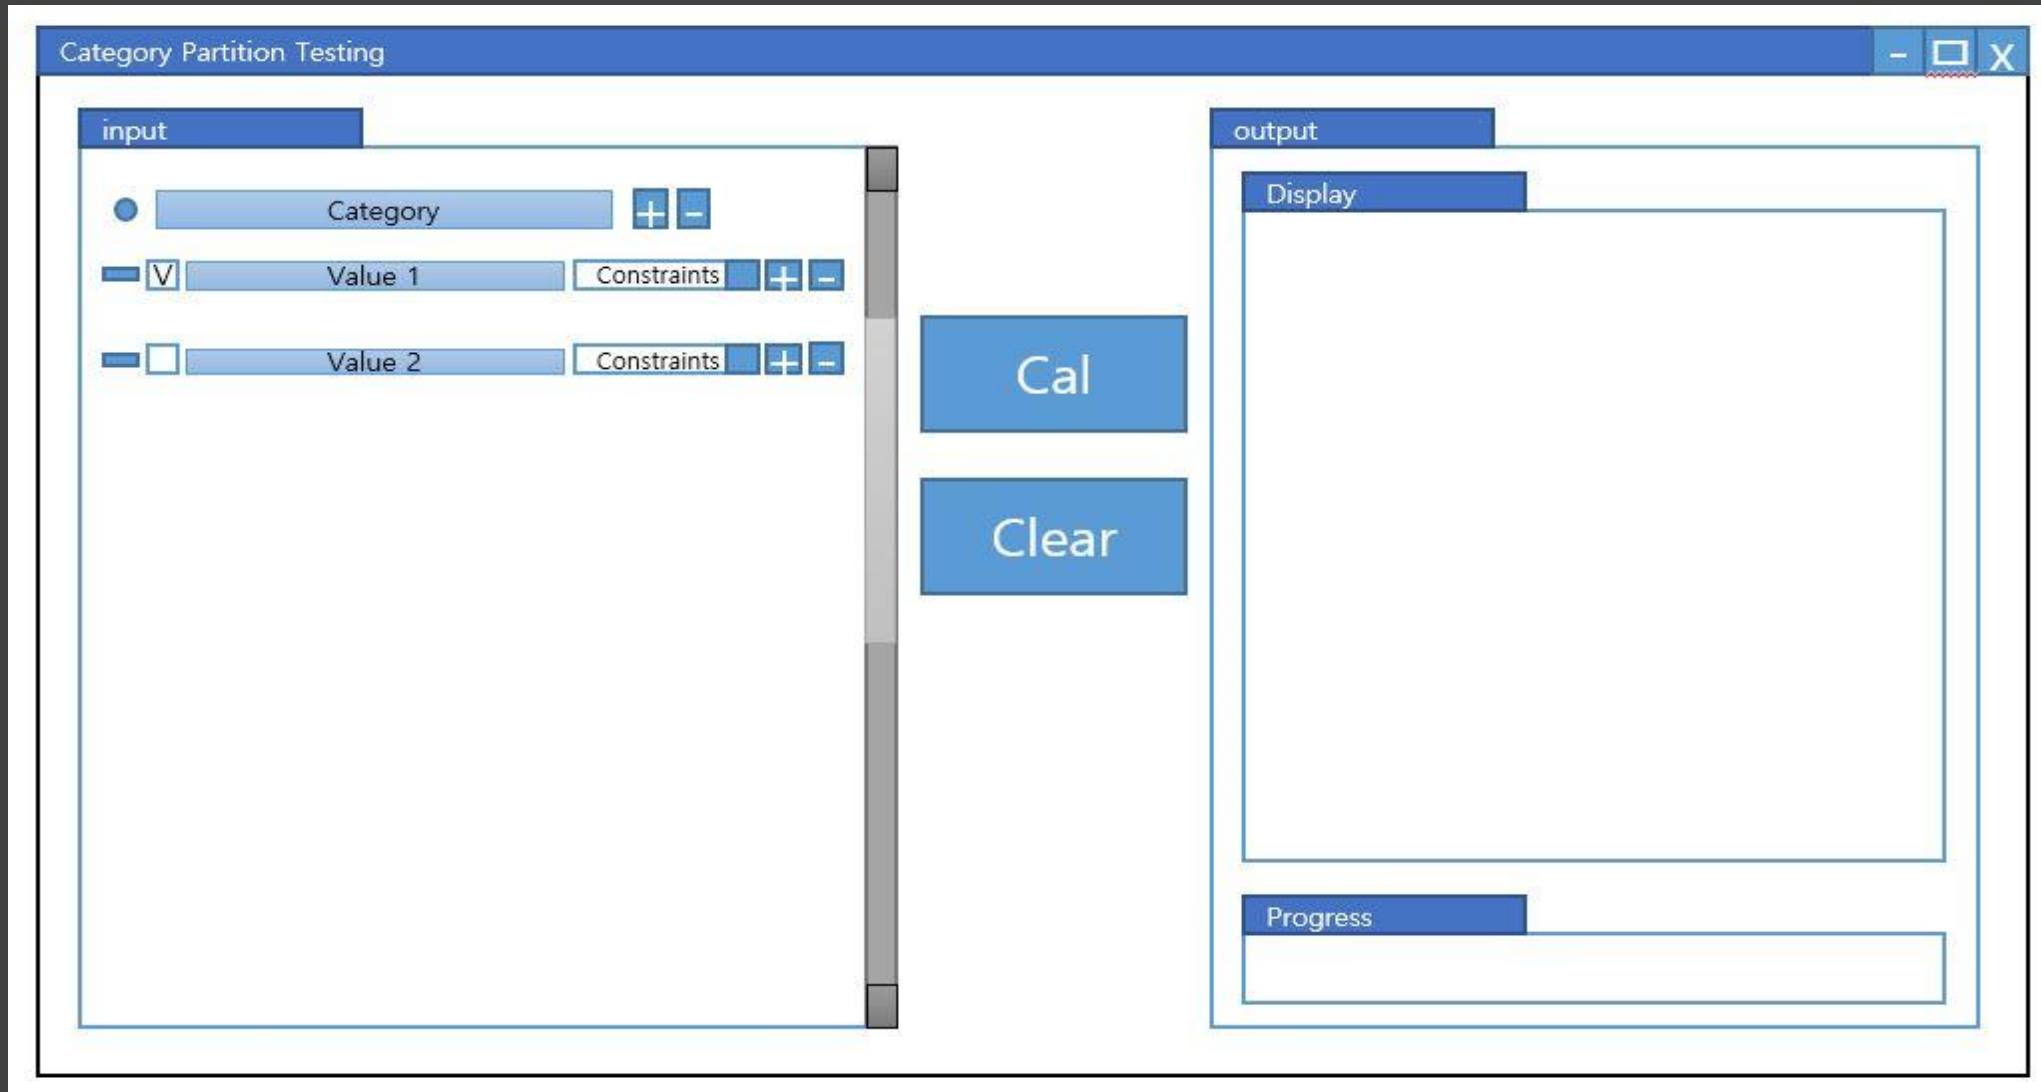 Category Partition Testing - X
input
Category + -
V Value 1 Constraints + -
Value 2 Constraints + -
Cal
Clear
output
Display
Progress